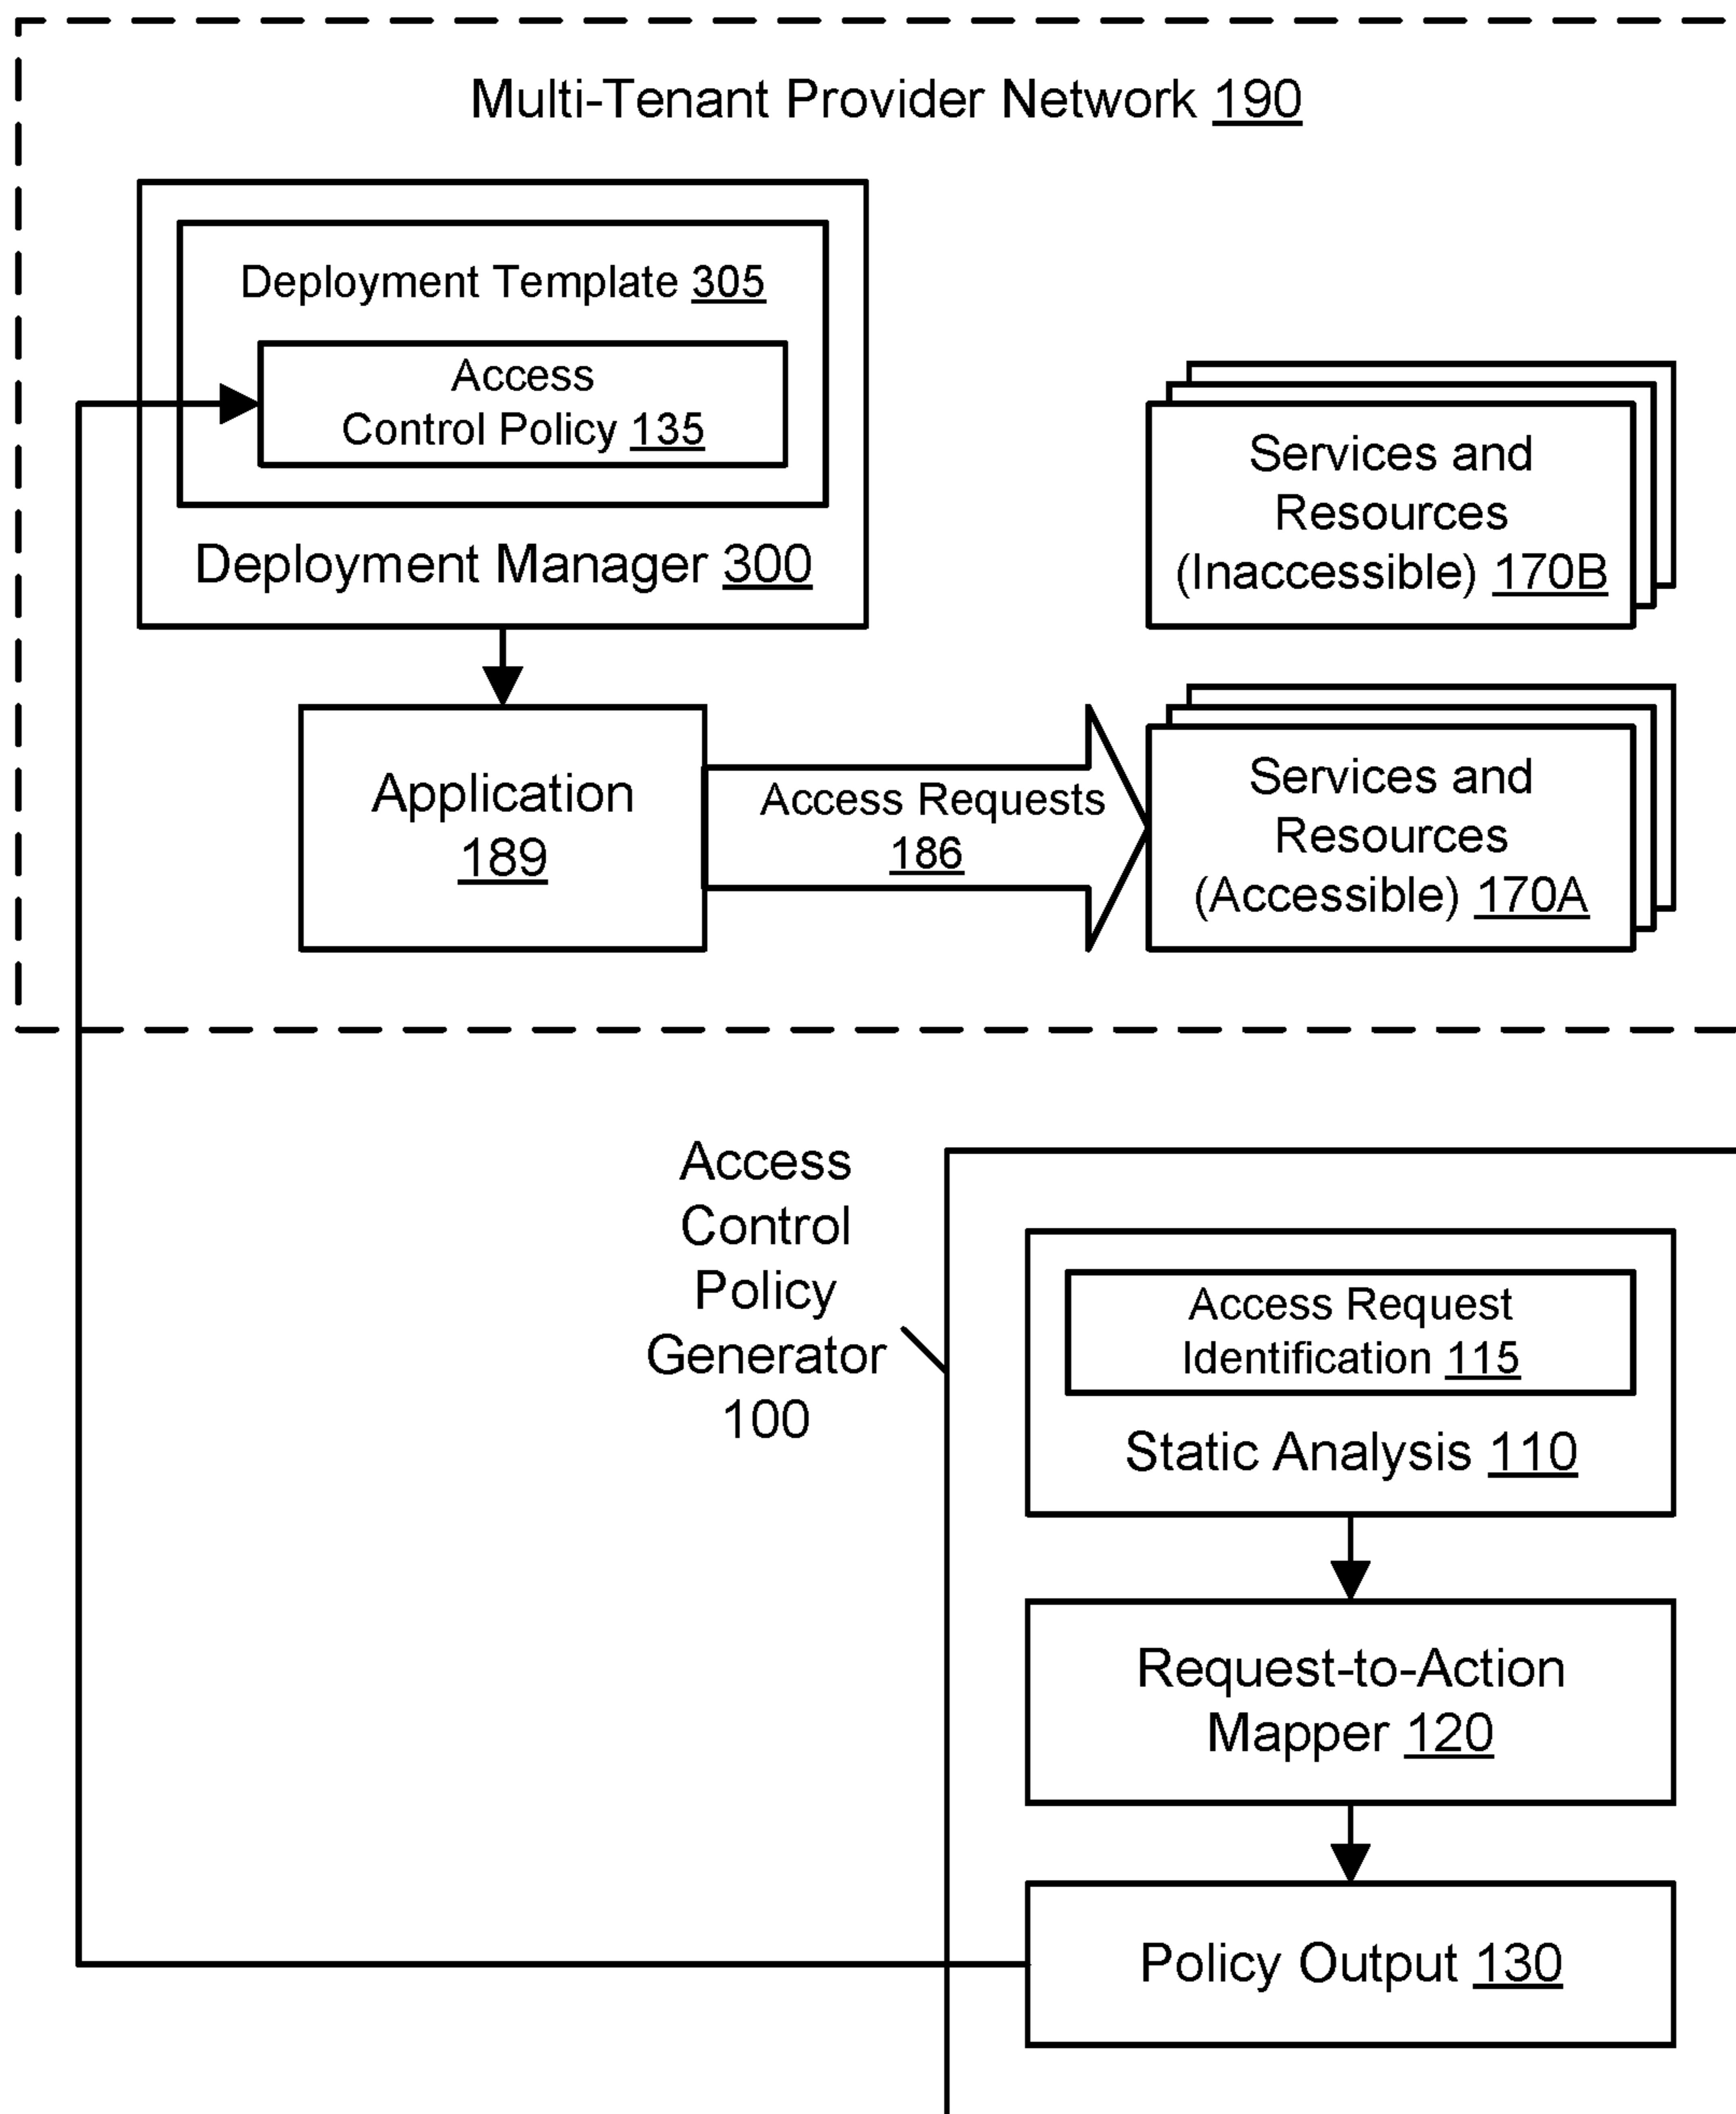 Multi-Tenant Provider Network 190
Deployment Template 305
Access
Control Policy 135
Deployment Manager 300
Services and
Resources
(Inaccessible) 170B
Application
189
Access Requests
186
Services and
Resources
(Accessible) 170A
Access
Control
Policy
Generator
100
Access Request
Identification 115
Static Analysis 110
Request-to-Action
Mapper 120
Policy Output 130